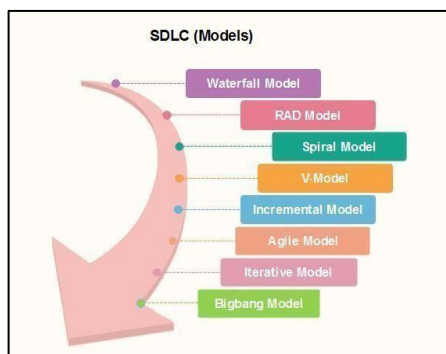 SDLC (Models)
Waterfall Model
RAD Model
Spiral Model
V-Model
Incremental Model
Agile Model
Iterative Model
Bigbang Model